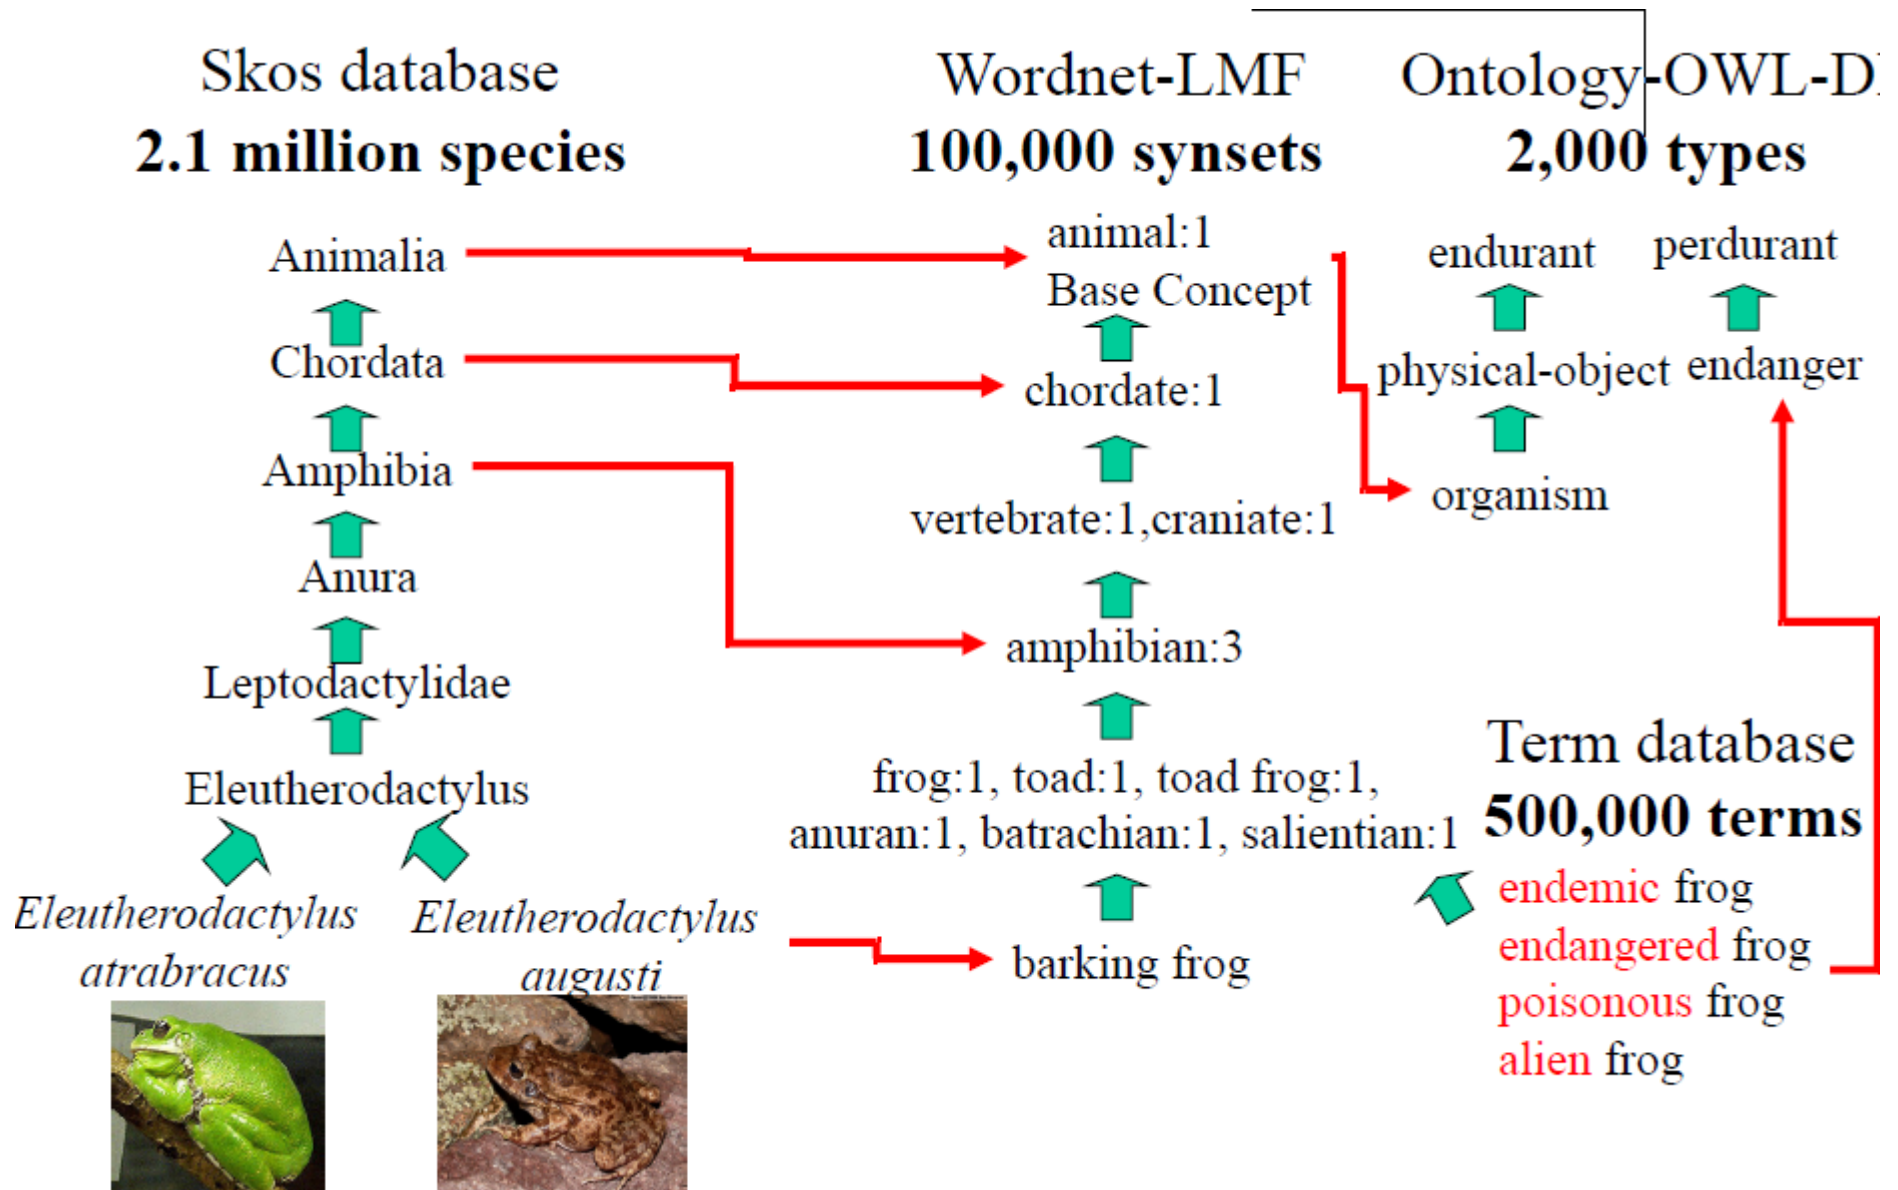 Skos database
2.1 million species
Animalia
Chordata
Amphibia
Anura
Leptodactylidae
Eleutherodactylus
Eleutherodactylus
atrabracus
Eleutherodactylus
augusti
Wordnet-LMF
100,000 synsets
animal:1
Base Concept
chordate:1
vertebrate:1,craniate:1
amphibian:3
frog:1, toad:1, toad frog:1,
anuran:1, batrachian:1, salientian:1
barking frog
Ontology-OWL-D
2,000 types
endurant
perdurant
physical-object
endanger
organism
Term database
500,000 terms
endemic frog
endangered frog
poisonous frog
alien frog